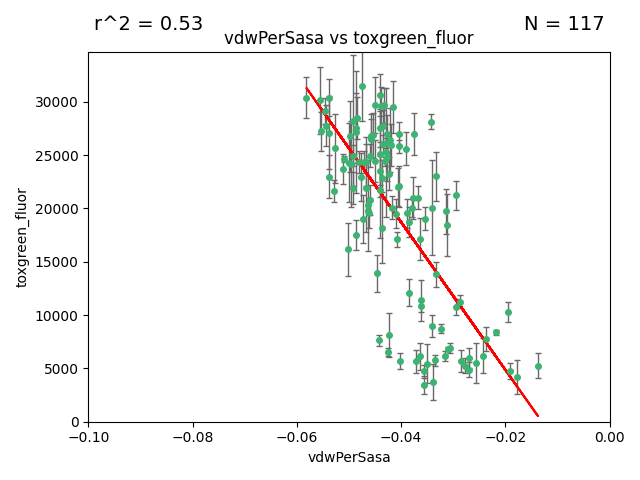 r^2 = 0.53
N = 117
vdwPerSasa vs toxgreen_fluor
30000
25000
20000
15000
10000
5000
0
toxgreen_fluor
−0.10
−0.08
−0.06
−0.04
−0.02
0.00
vdwPerSasa